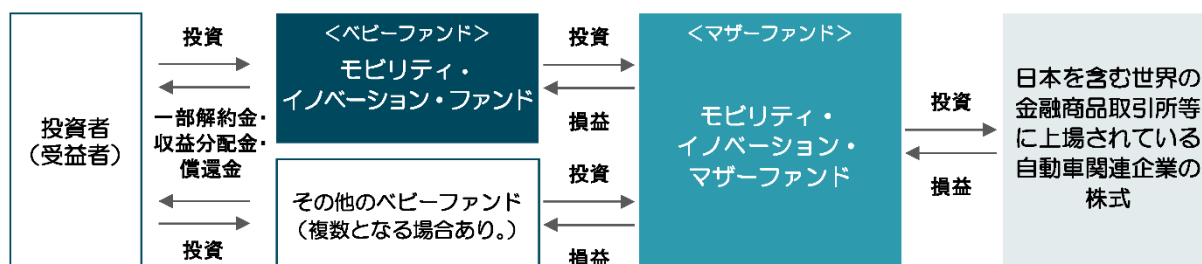 投資者
（受益者）
投資
一部解約金・
収益分配金・
償還金
投資
＜ベビーファンド＞
モビリティ・
イノベーション・ファンド
その他のベビーファンド
（複数となる場合あり。）
投資
損益
投資
損益
＜マザーファンド＞
モビリティ・
イノベーション・
マザーファンド
投資
損益
日本を含む世界の
金融商品取引所等
に上場されている
自動車関連企業の
株式